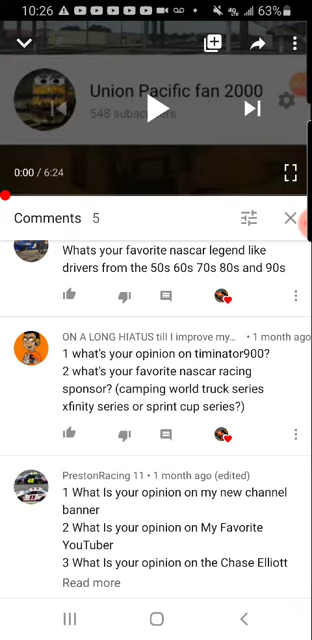 10:26
4G
63%
Union Pacific fan 2000
548 subscribers
0:00 / 6:24
Comments 5
Whats your favorite nascar legend like
drivers from the 50s 60s 70s 80s and 90s
ON A LONG HIATUS till I improve my... • 1 month ago
1 what's your opinion on timinator900?
2 what's your favorite nascar racing
sponsor? (camping world truck series
xfinity series or sprint cup series?)
PrestonRacing 11 • 1 month ago (edited)
1 What Is your opinion on my new channel
banner
2 What Is your opinion on My Favorite
YouTuber
3 What Is your opinion on the Chase Elliott
Read more